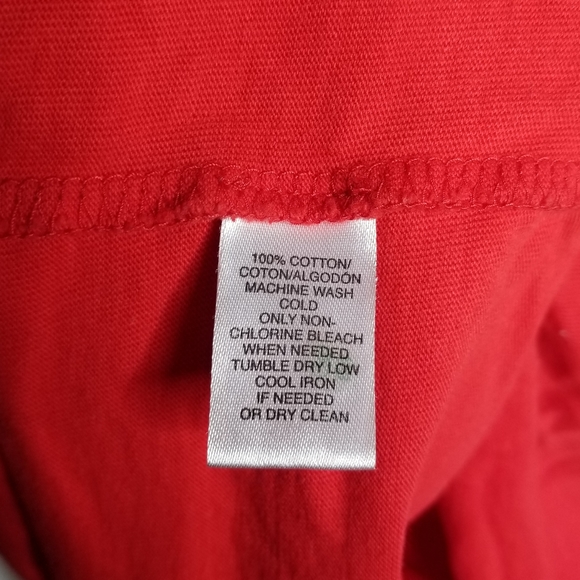 100% COTTON/
COTON/ALGODÓN
MACHINE WASH
COLD
ONLY NON-
CHLORINE BLEACH
WHEN NEEDED
TUMBLE DRY LOW
COOL IRON
IF NEEDED
OR DRY CLEAN